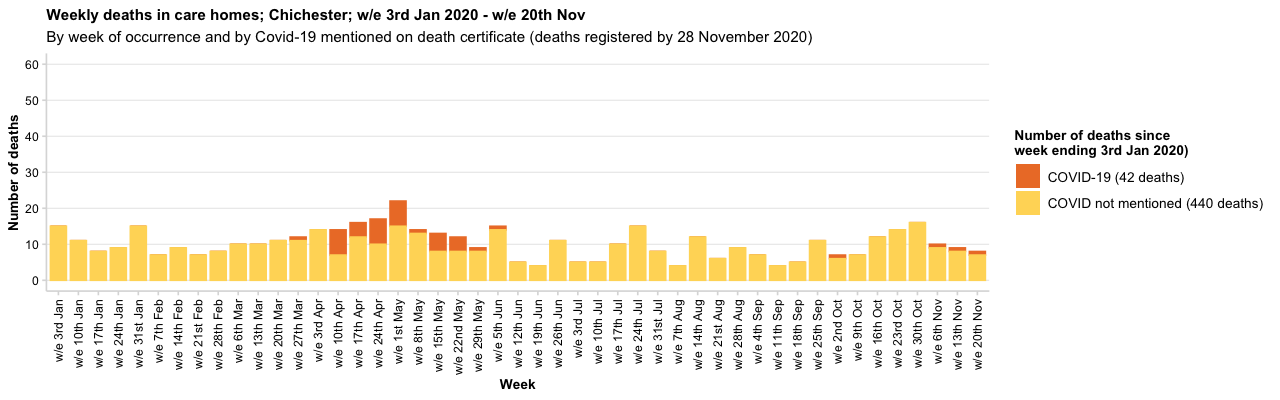 Weekly deaths in care homes; Chichester; w/e 3rd Jan 2020 - w/e 20th Nov
By week of occurrence and by Covid-19 mentioned on death certificate (deaths registered by 28 November 2020)
Number of deaths
60
50
40
30
20
10
0
w/e 3rd Jan
w/e 10th Jan
w/e 17th Jan
w/e 24th Jan
w/e 31st Jan
w/e 7th Feb
w/e 14th Feb
w/e 21st Feb
w/e 28th Feb
w/e 6th Mar
w/e 13th Mar
w/e 20th Mar
w/e 27th Mar
w/e 3rd Apr
w/e 10th Apr
w/e 17th Apr
w/e 24th Apr
w/e 1st May
w/e 8th May
w/e 15th May
w/e 22nd May
w/e 29th May
w/e 5th Jun
w/e 12th Jun
w/e 19th Jun
w/e 26th Jun
w/e 3rd Jul
w/e 10th Jul
w/e 17th Jul
w/e 24th Jul
w/e 31st Jul
w/e 7th Aug
w/e 14th Aug
w/e 21st Aug
w/e 28th Aug
w/e 4th Sep
w/e 11th Sep
w/e 18th Sep
w/e 25th Sep
w/e 2nd Oct
w/e 9th Oct
w/e 16th Oct
w/e 23rd Oct
w/e 30th Oct
w/e 6th Nov
w/e 13th Nov
w/e 20th Nov
Week
Number of deaths since
week ending 3rd Jan 2020)
COVID-19 (42 deaths)
COVID not mentioned (440 deaths)